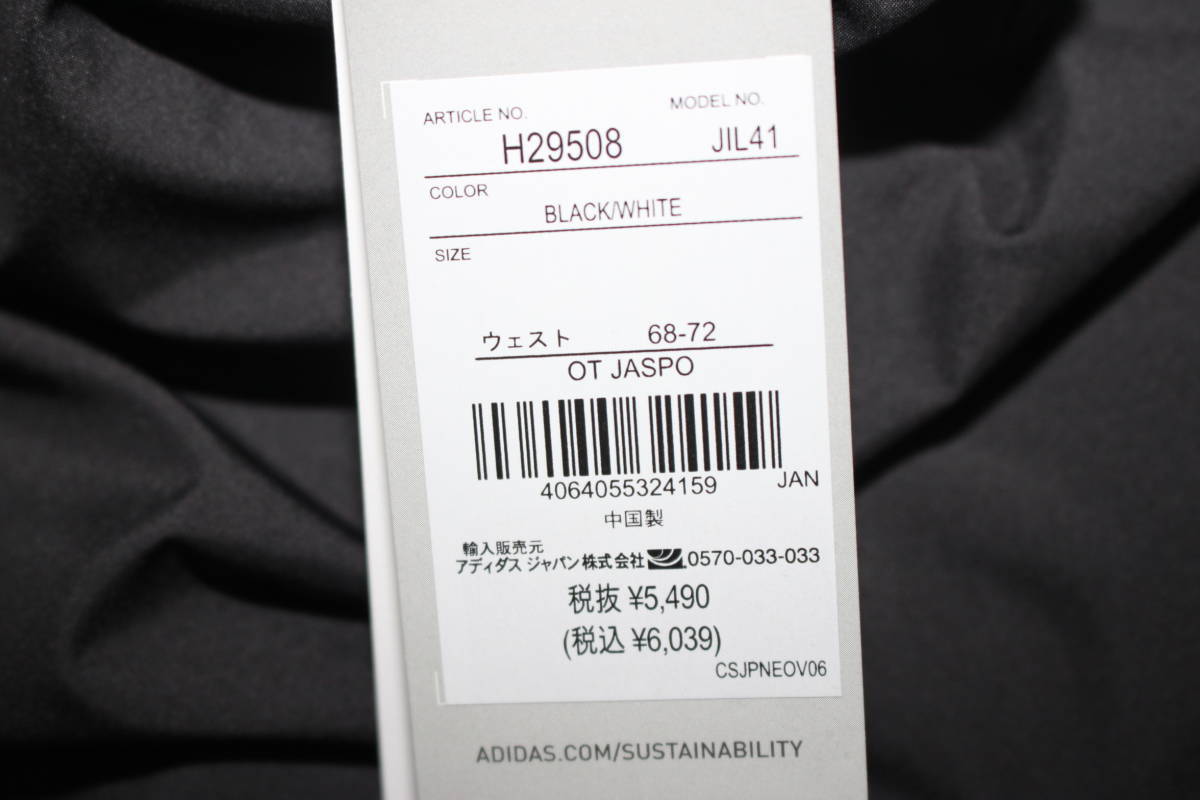 ARTICLE NO. MODEL NO.
H29508 JIL41
COLOR
BLACK/WHITE
SIZE
ウェスト 68-72
OT JASPO
4064055324159 JAN
中国製
輸入販売元
アディダス ジャパン株式会社 0570-033-033
税抜 ¥5,490
(税込 ¥6,039)
CSJPNEOV06
ADIDAS.COM/SUSTAINABILITY